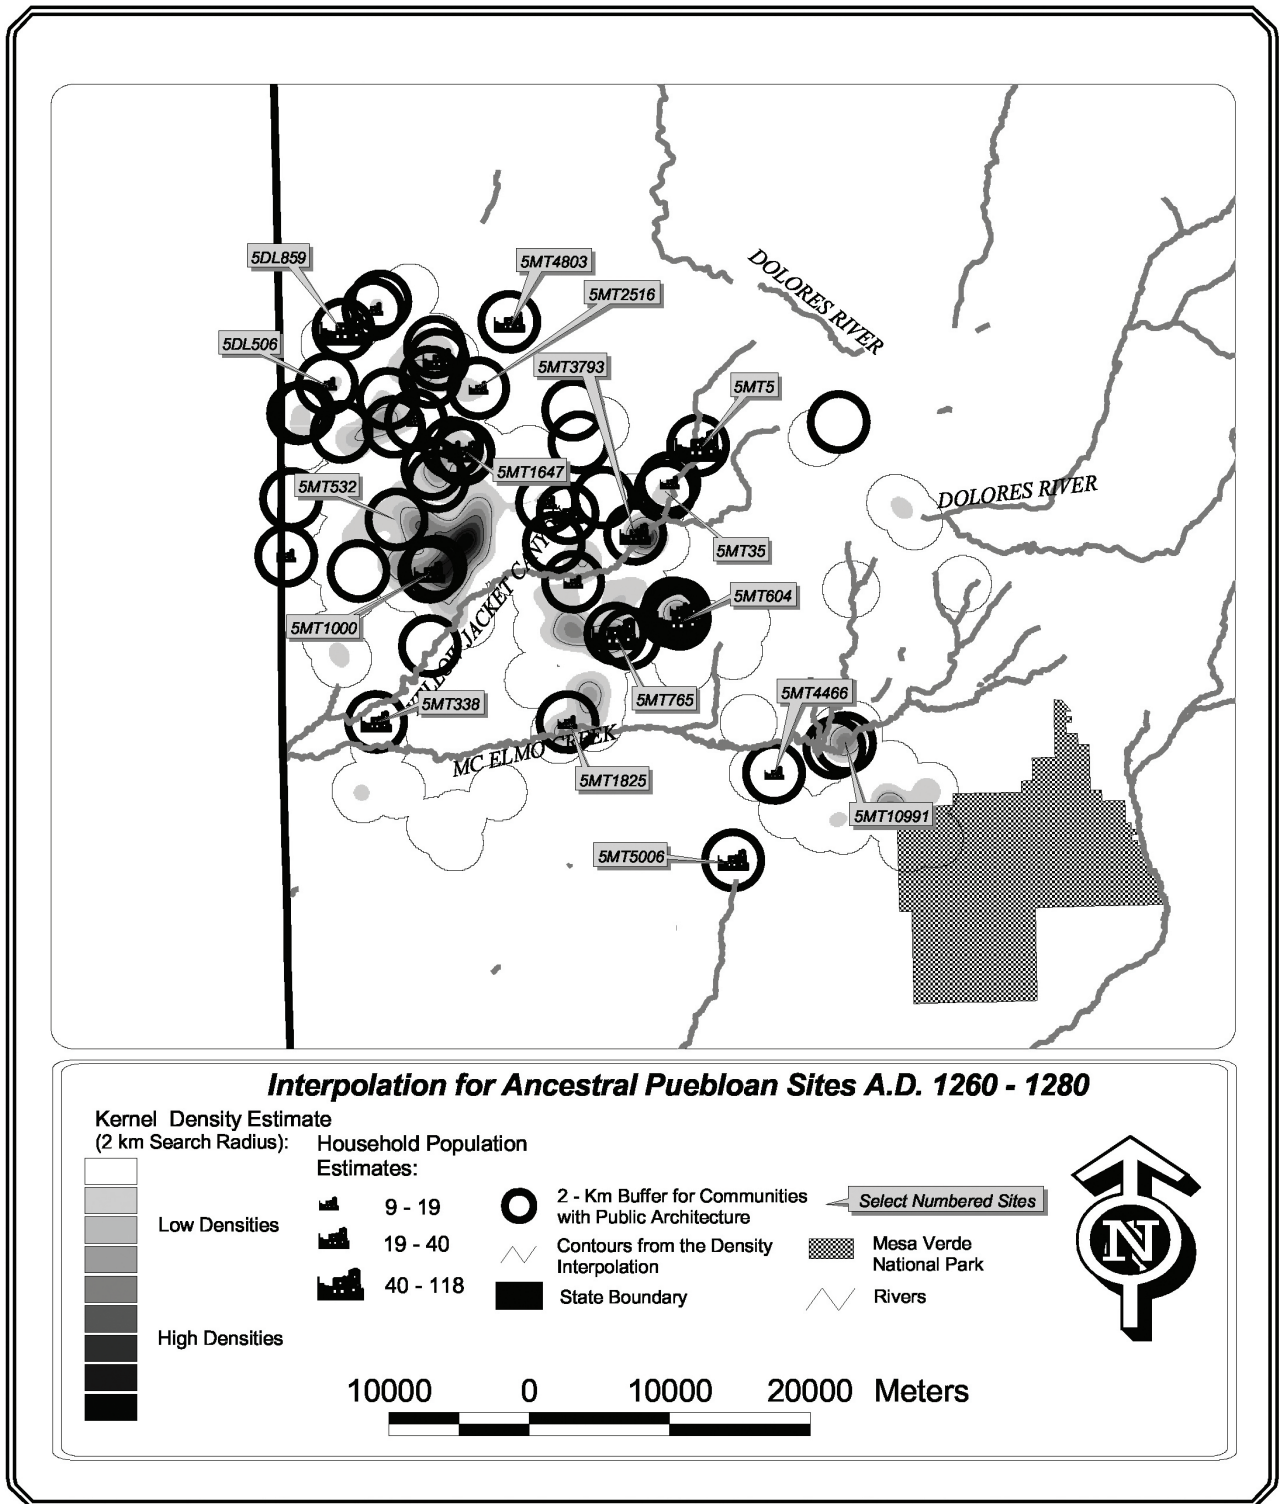 5DL859
5MT4803
DOLORES RIVER
5MT2516
5DL506
5MT3793
5MT5
5MT1647
5MT532
DOLORES RIVER
5MT35
5MT604
5MT1000
JACKET CANY
5MT338
5MT765
5MT4466
MC ELMO CREEK
5MT1825
5MT10991
5MT5006
Interpolation for Ancestral Puebloan Sites A.D. 1260 - 1280
Kernel Density Estimate
(2 km Search Radius):
Low Densities
High Densities
Household Population
Estimates:
9 - 19
19 - 40
40 - 118
2 - Km Buffer for Communities
with Public Architecture
Contours from the Density
Interpolation
State Boundary
Select Numbered Sites
Mesa Verde
National Park
Rivers
N
10000 0 10000 20000 Meters